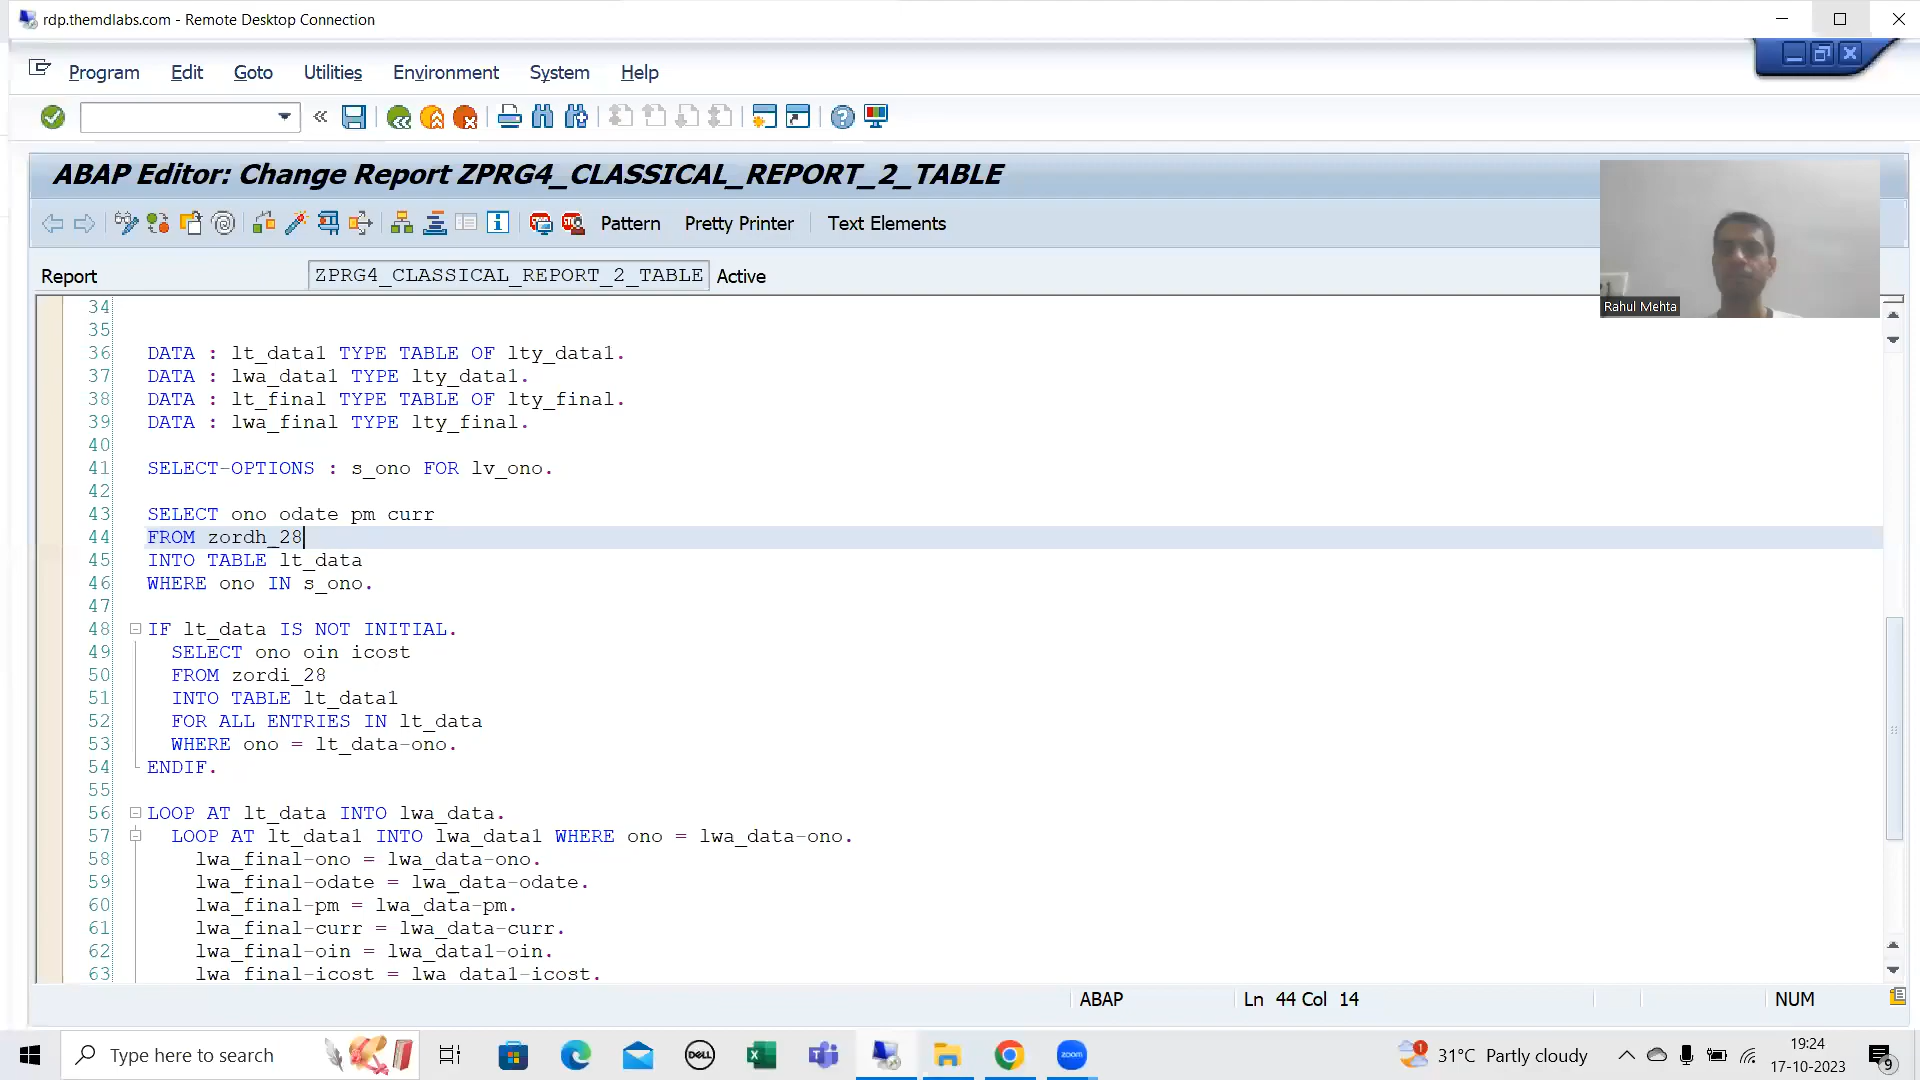 rdp.themdlabs.com - Remote Desktop Connection
Program Edit Goto Utilities Environment System Help
ABAP Editor: Change Report ZPRG4_CLASSICAL_REPORT_2_TABLE
Pattern Pretty Printer Text Elements
Report ZPRG4_CLASSICAL_REPORT_2_TABLE Active
Rahul Mehta
34
35
36 DATA : lt_data1 TYPE TABLE OF lty_data1.
37 DATA : lwa_data1 TYPE lty_data1.
38 DATA : lt_final TYPE TABLE OF lty_final.
39 DATA : lwa_final TYPE lty_final.
40
41 SELECT-OPTIONS : s_ono FOR lv_ono.
42
43 SELECT ono odate pm curr
44 FROM zordh_28
45 INTO TABLE lt_data
46 WHERE ono IN s_ono.
47
48 IF lt_data IS NOT INITIAL.
49 SELECT ono oin icost
50 FROM zordi_28
51 INTO TABLE lt_data1
52 FOR ALL ENTRIES IN lt_data
53 WHERE ono = lt_data-ono.
54 ENDIF.
55
56 LOOP AT lt_data INTO lwa_data.
57 LOOP AT lt_data1 INTO lwa_data1 WHERE ono = lwa_data-ono.
58 lwa_final-ono = lwa_data-ono.
59 lwa_final-odate = lwa_data-odate.
60 lwa_final-pm = lwa_data-pm.
61 lwa_final-curr = lwa_data-curr.
62 lwa_final-oin = lwa_data1-oin.
63 lwa_final-icost = lwa_data1-icost.
ABAP Ln 44 Col 14 NUM
Type here to search
DELL
zoom
1
31°C Partly cloudy
19:24
17-10-2023
9